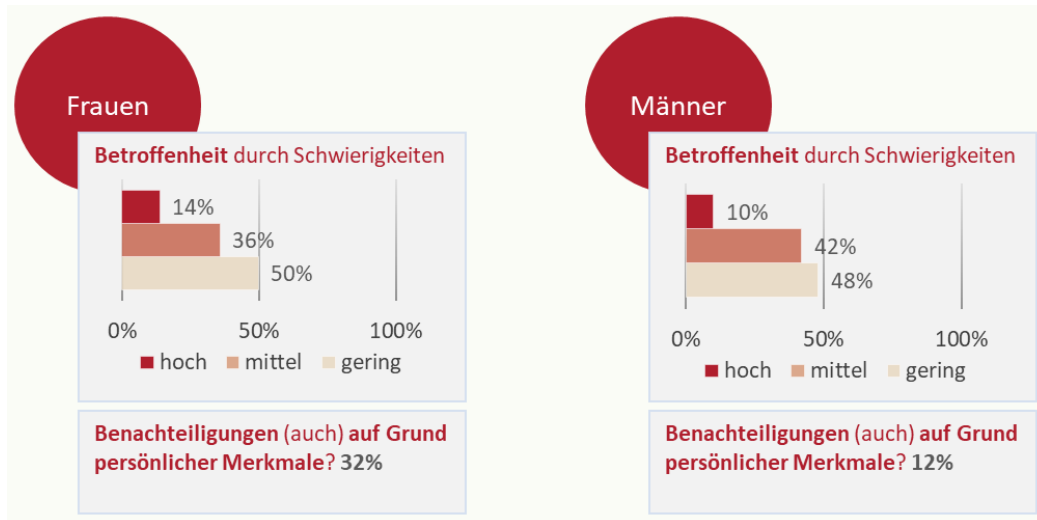 Frauen
Betroffenheit durch Schwierigkeiten
14%
36%
50%
0% 50% 100%
hoch mittel gering
Benachteiligungen (auch) auf Grund
persönlicher Merkmale? 32%
Männer
Betroffenheit durch Schwierigkeiten
10%
42%
48%
0% 50% 100%
hoch mittel gering
Benachteiligungen (auch) auf Grund
persönlicher Merkmale? 12%